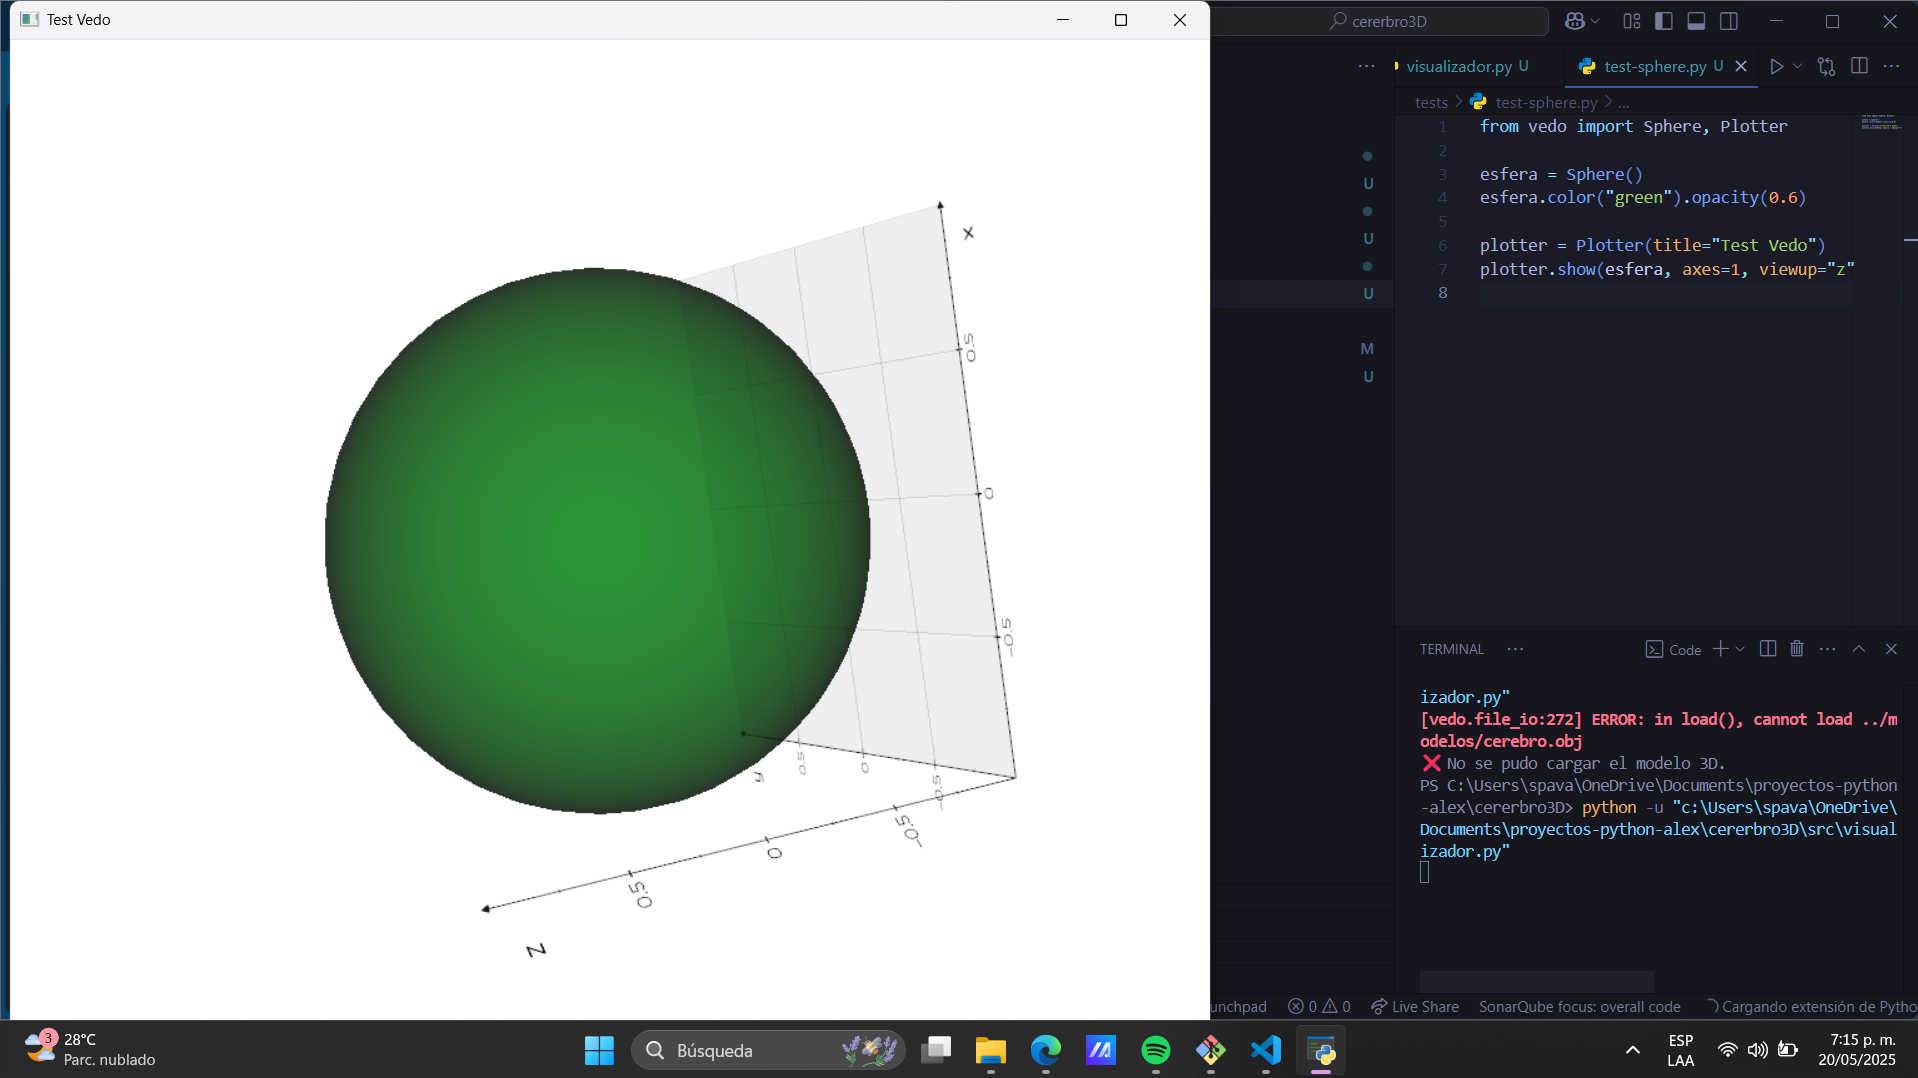 Test Vedo
x
0.5
0
-0.5
y
0.5
0
-0.5
-0.5
0
0.5
z
cererbro3D
visualizador.py U
test-sphere.py U
tests > test-sphere.py > ...
1 from vedo import Sphere, Plotter
2
3 esfera = Sphere()
4 esfera.color("green").opacity(0.6)
5
6 plotter = Plotter(title="Test Vedo")
7 plotter.show(esfera, axes=1, viewup="z"
8
U
U
U
M
U
TERMINAL
Code
izador.py"
[vedo.file_io:272] ERROR: in load(), cannot load ../m
odelos/cerebro.obj
❌ No se pudo cargar el modelo 3D.
PS C:\Users\spava\OneDrive\Documents\proyectos-python
-alex\cererbro3D> python -u "c:\Users\spava\OneDrive\
Documents\proyectos-python-alex\cererbro3D\src\visual
izador.py"
unchpad 0 0 Live Share SonarQube focus: overall code Cargando extensión de Pytho
3
28°C
Parc. nublado
Búsqueda
ESP
LAA
7:15 p. m.
20/05/2025